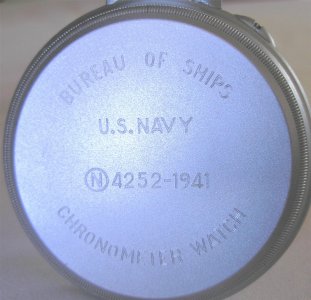 BUREAU OF SHIPS
U.S. NAVY
Ⓝ4252-1941
CHRONOMETER WATCH